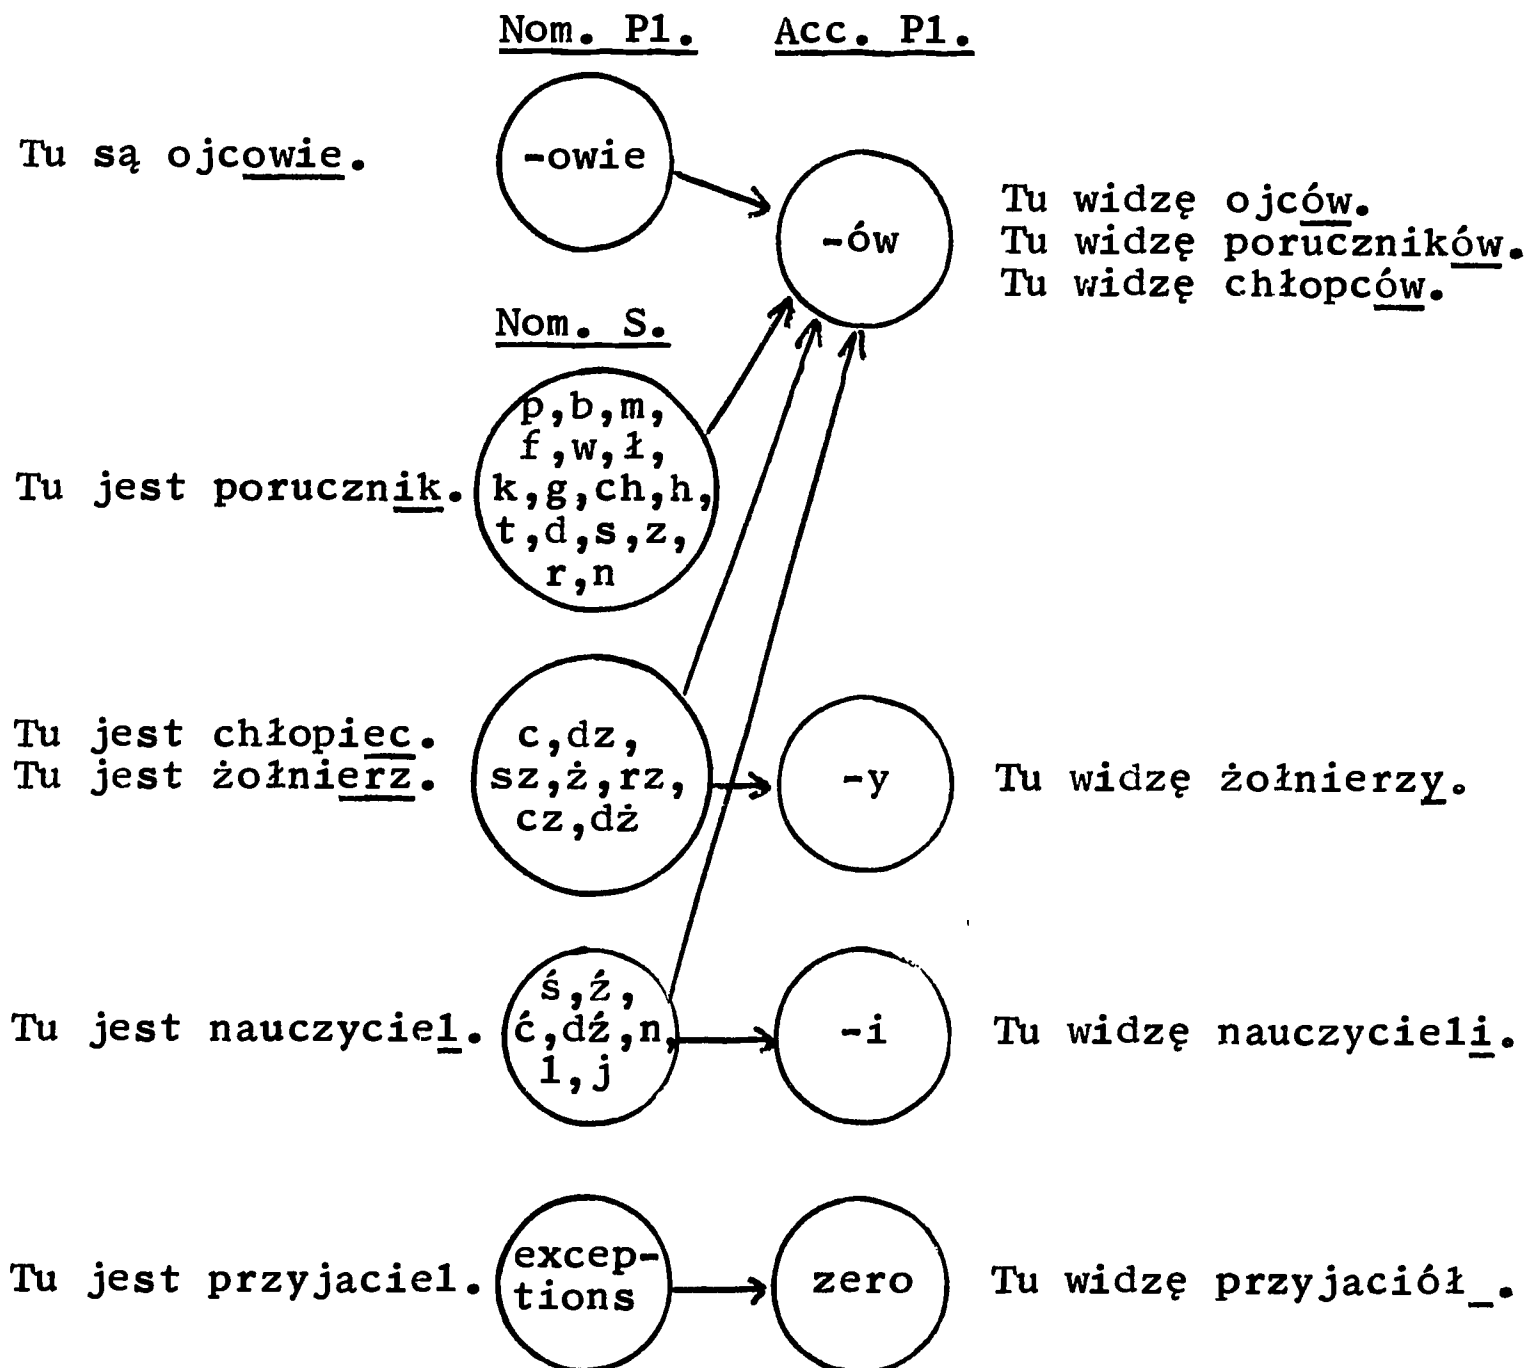 Nom. Pl. Acc. Pl.
Tu są ojcowie.
-owie
-ów
Tu widzę ojców.
Tu widzę poruczników.
Tu widzę chłopców.
Nom. S.
Tu jest porucznik.
p,b,m,
f,w,ł,
k,g,ch,h,
t,d,s,z,
r,n
Tu jest chłopiec.
Tu jest żołnierz.
c,dz,
sz,ż,rz,
cz,dż
-y
Tu widzę żołnierzy.
Tu jest nauczyciel.
ś,ź,
ć,dź,n,
l,j
-i
Tu widzę nauczycieli.
Tu jest przyjaciel.
excep-
tions
zero
Tu widzę przyjaciół_.